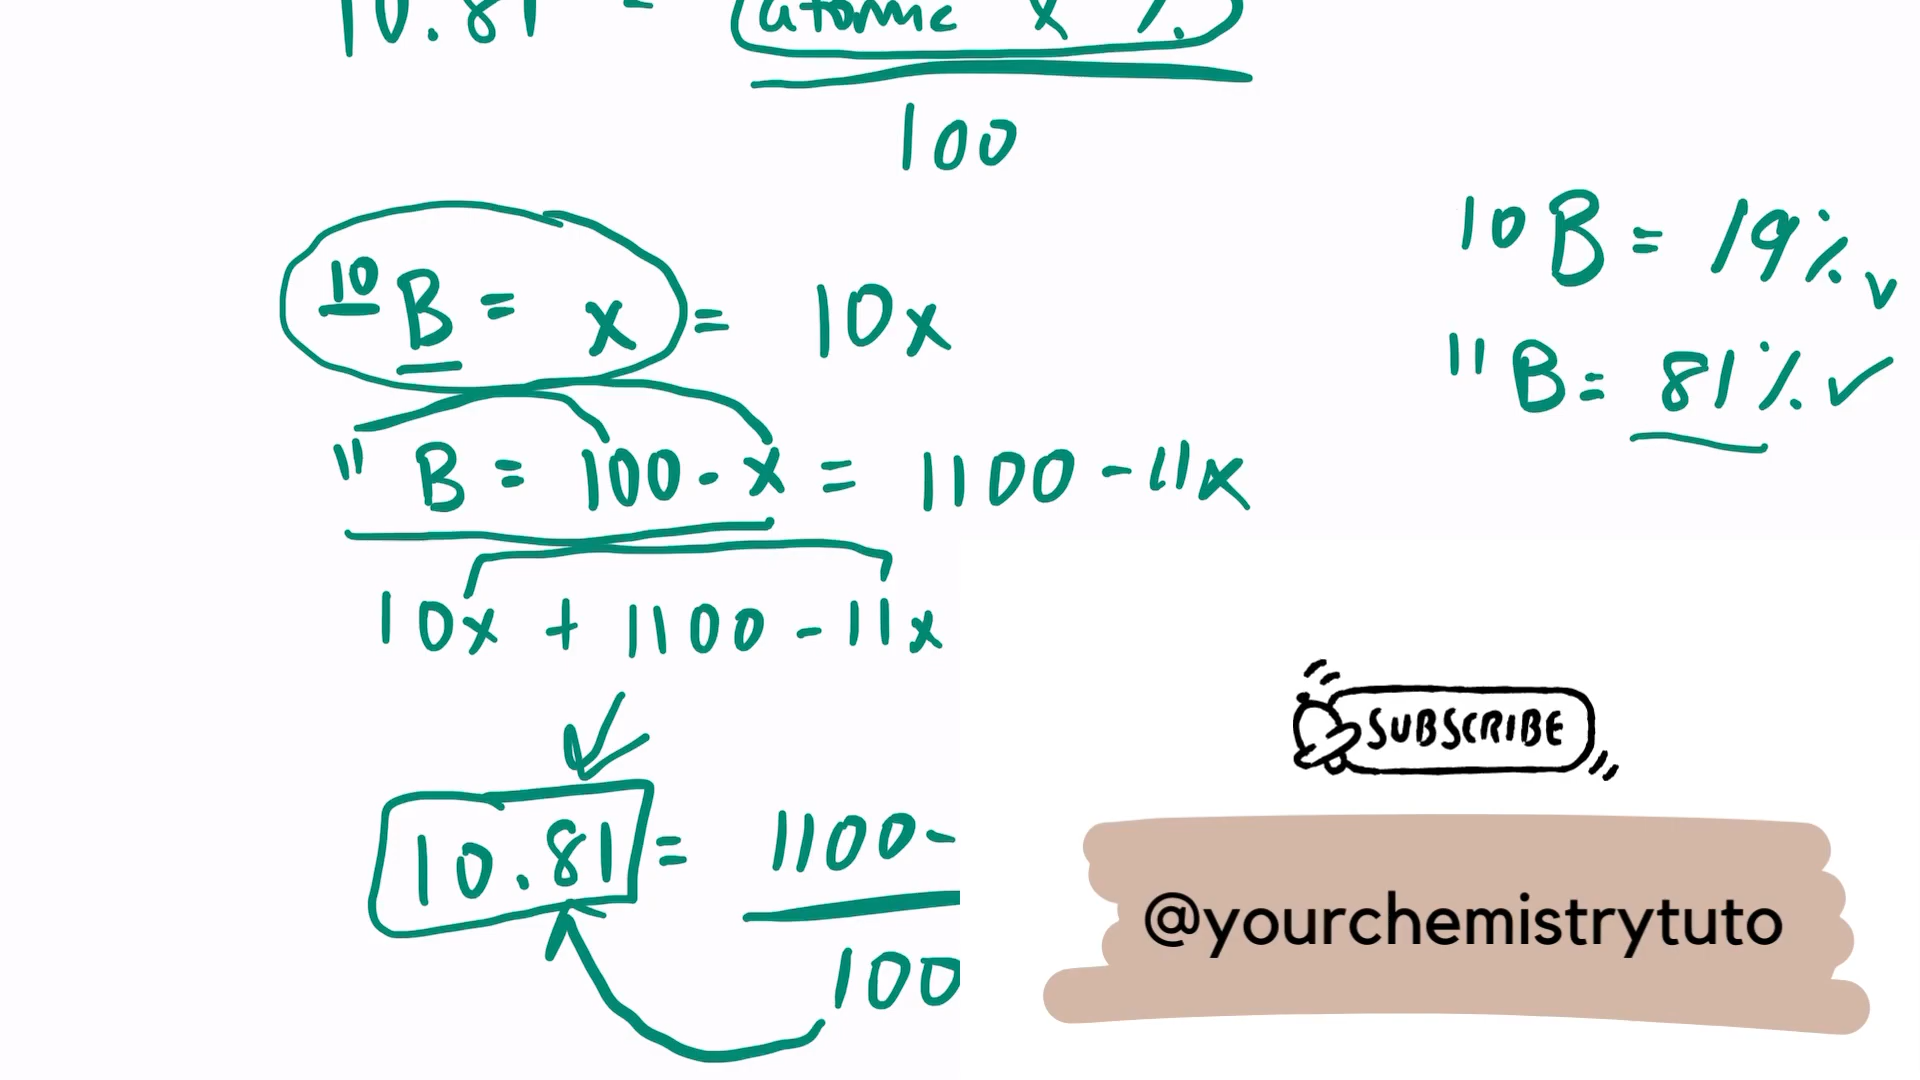 10.81 = atomic x %
100
10B = x = 10x
11B = 100 - x = 1100 - 11x
10x + 1100 - 11x
10.81 = 1100 -
100
10B = 19%
11B = 81%
SUBSCRIBE
@yourchemistrytuto